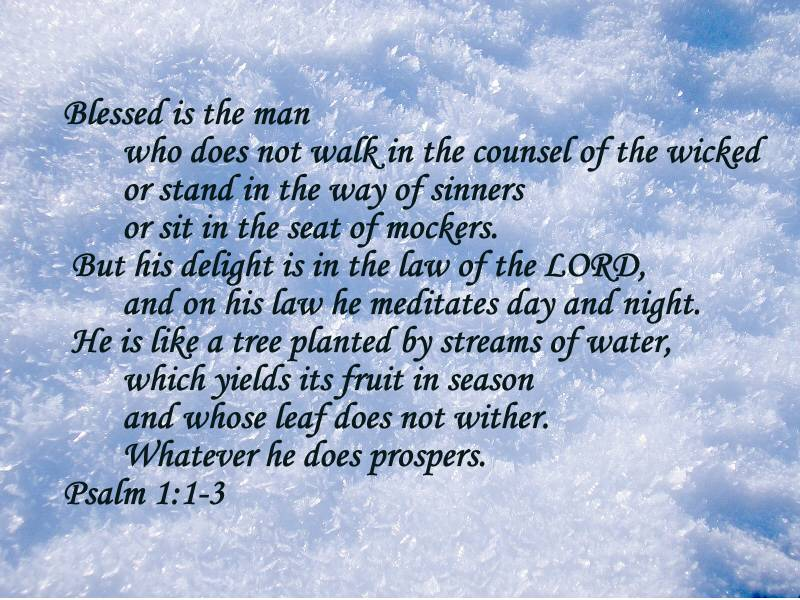 Blessed is the man
who does not walk in the counsel of the wicked
or stand in the way of sinners
or sit in the seat of mockers.
But his delight is in the law of the LORD,
and on his law he meditates day and night.
He is like a tree planted by streams of water,
which yields its fruit in season
and whose leaf does not wither.
Whatever he does prospers.
Psalm 1:1-3